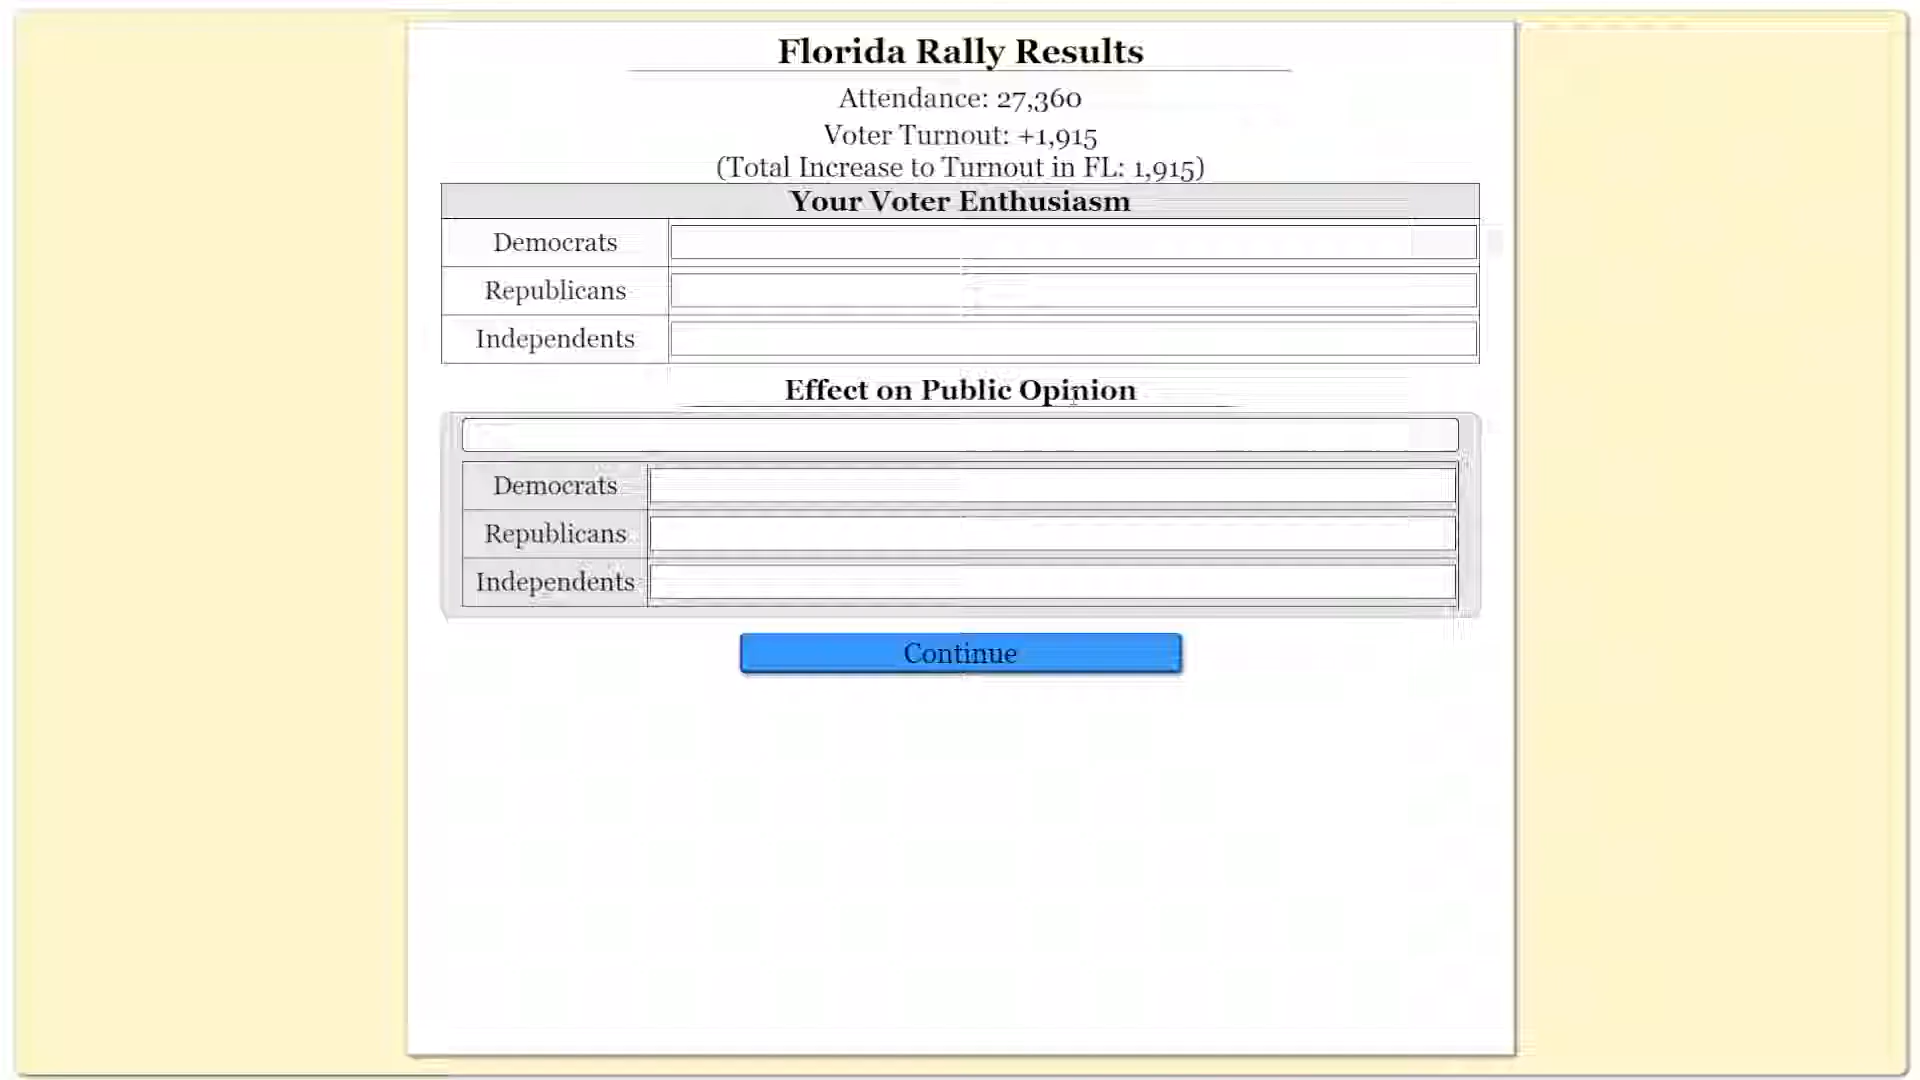 Florida Rally Results
Attendance: 27,360
Voter Turnout: +1,915
(Total Increase to Turnout in FL: 1,915)
Your Voter Enthusiasm
Democrats
Republicans
Independents
Effect on Public Opinion
Democrats
Republicans
Independents
Continue